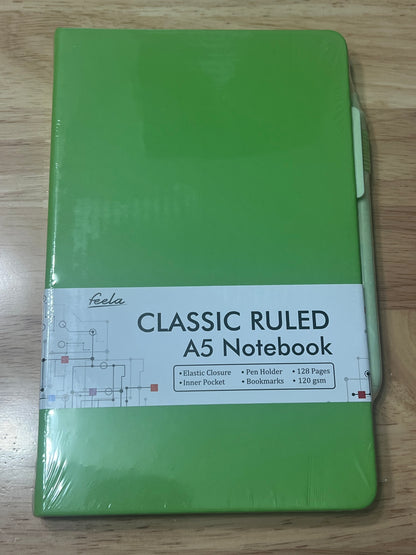 feela
CLASSIC RULED
A5 Notebook
• Elastic Closure • Pen Holder • 128 Pages
• Inner Pocket • Bookmarks • 120 gsm